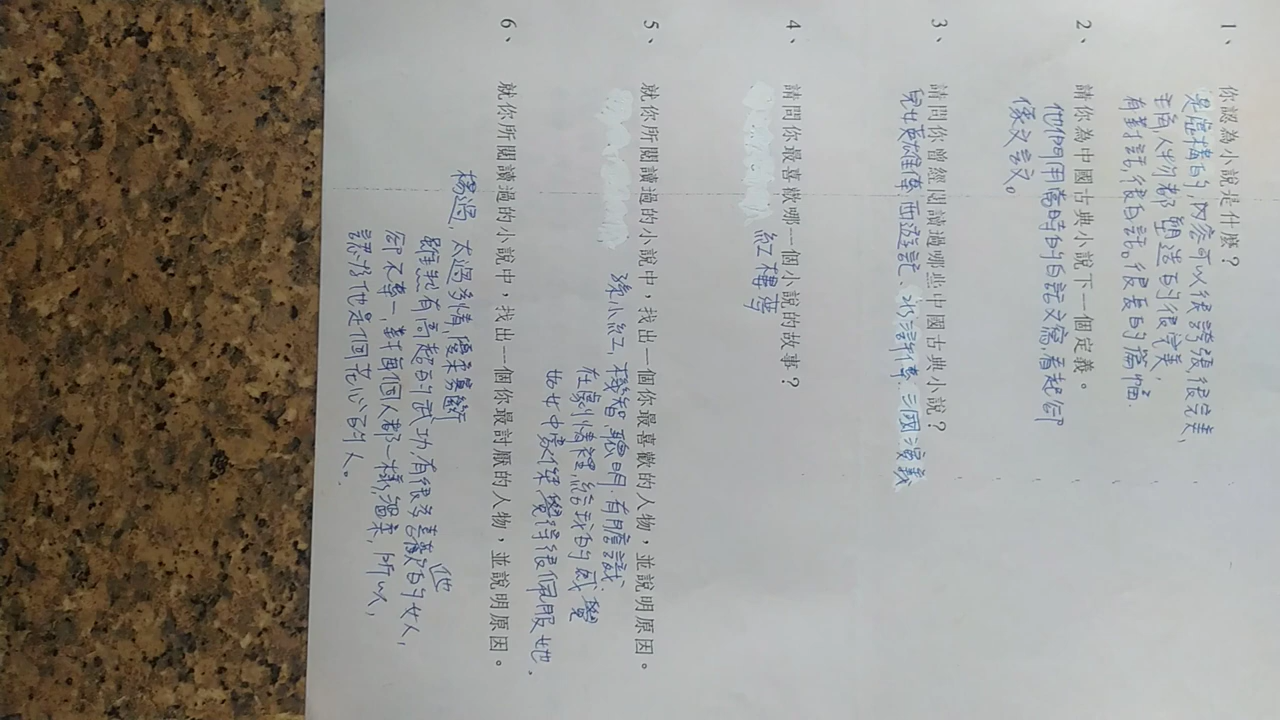 1、 你認為小說是什麼？
是虛構的,內容可以很誇張很完美,
主角人物都塑造的很完美,
有對話,很白話。很長的篇幅.
2、 請你為中國古典小說下一個定義。
他們用當時的白話文寫,看起卻
像文言文。
3、 請問你曾經閱讀過哪些中國古典小說？
兒女英雄傳、西遊記、水滸傳、三國演義
4、 請問你最喜歡哪一個小說的故事？
紅樓夢
5、 就你所閱讀過的小說中，找出一個你最喜歡的人物，並說明原因。
孫小紅,機智聰明.有膽識.
在劇情裡,給我的感覺
如女中豪傑覺得很佩服她.
6、 就你所閱讀過的小說中，找出一個你最討厭的人物，並說明原因。
楊過, 太過多情,優柔寡斷
雖然有高超的武功,有很多喜歡他的女人,
卻不專一,對每個人都一樣溫柔,所以,
認為他是個花心的人。